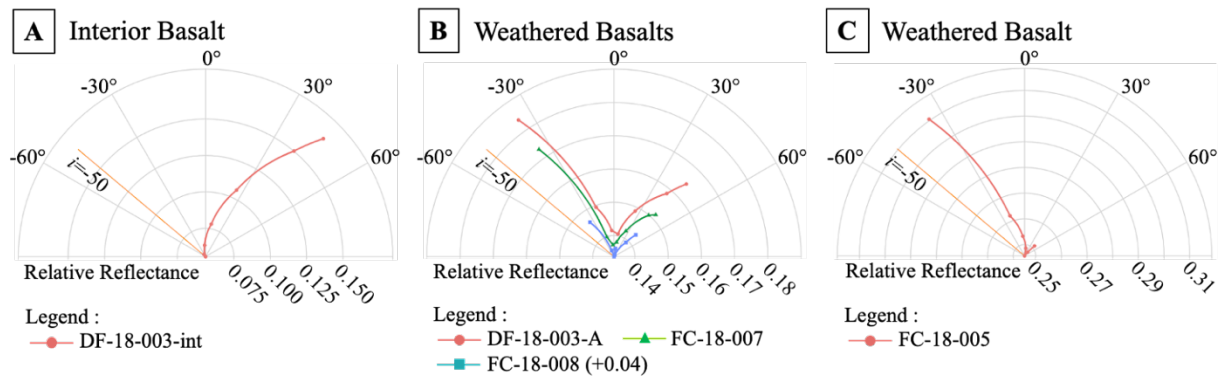 A Interior Basalt
0°
-30° 30°
-60° 60°
i=-50
Relative Reflectance
0.075 0.100 0.125 0.150
Legend :
DF-18-003-int
B Weathered Basalts
0°
-30° 30°
-60° 60°
i=-50
Relative Reflectance
0.14 0.15 0.16 0.17 0.18
Legend :
DF-18-003-A FC-18-007
FC-18-008 (+0.04)
C Weathered Basalt
0°
-30° 30°
-60° 60°
i=-50
Relative Reflectance
0.25 0.27 0.29 0.31
Legend :
FC-18-005